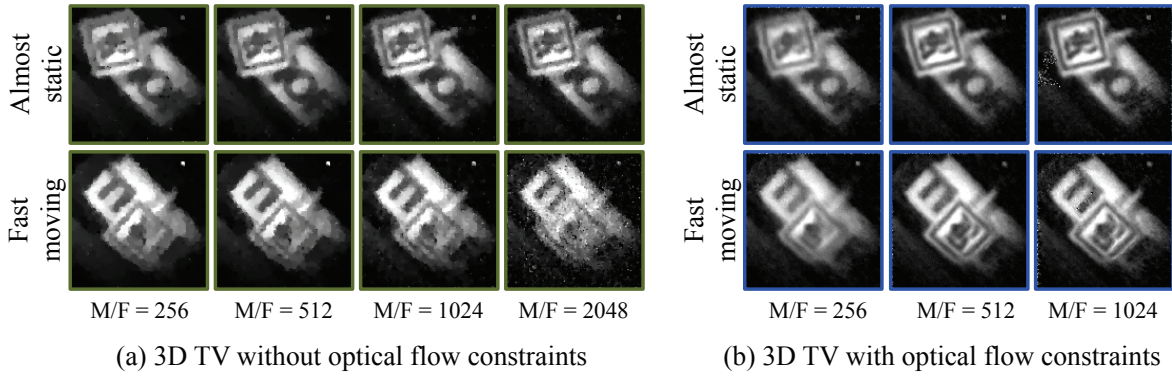 Almost static
Fast moving
M/F = 256 M/F = 512 M/F = 1024 M/F = 2048
(a) 3D TV without optical flow constraints
Almost static
Fast moving
M/F = 256 M/F = 512 M/F = 1024
(b) 3D TV with optical flow constraints